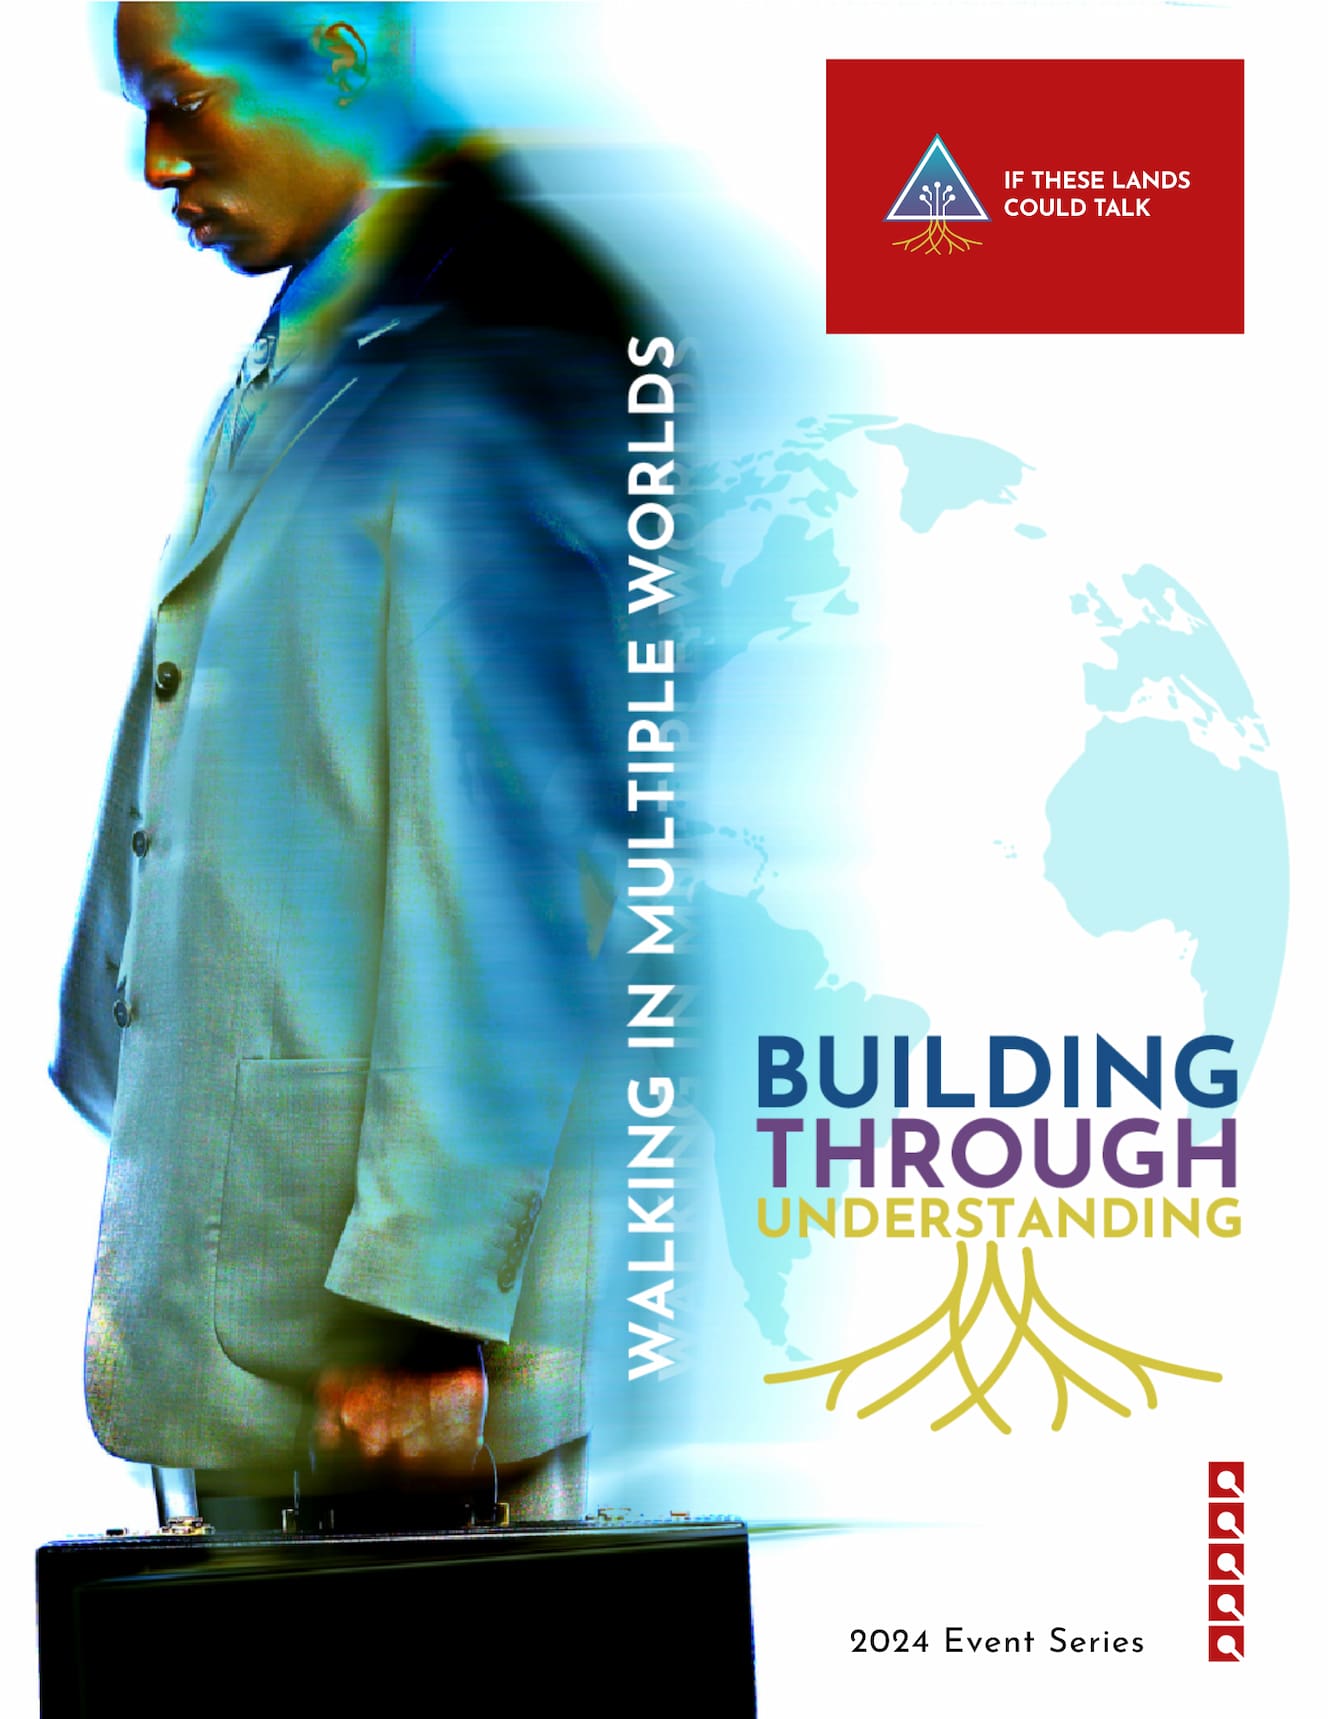 IF THESE LANDS
COULD TALK
WALKING IN MULTIPLE WORLDS
BUILDING
THROUGH
UNDERSTANDING
2024 Event Series